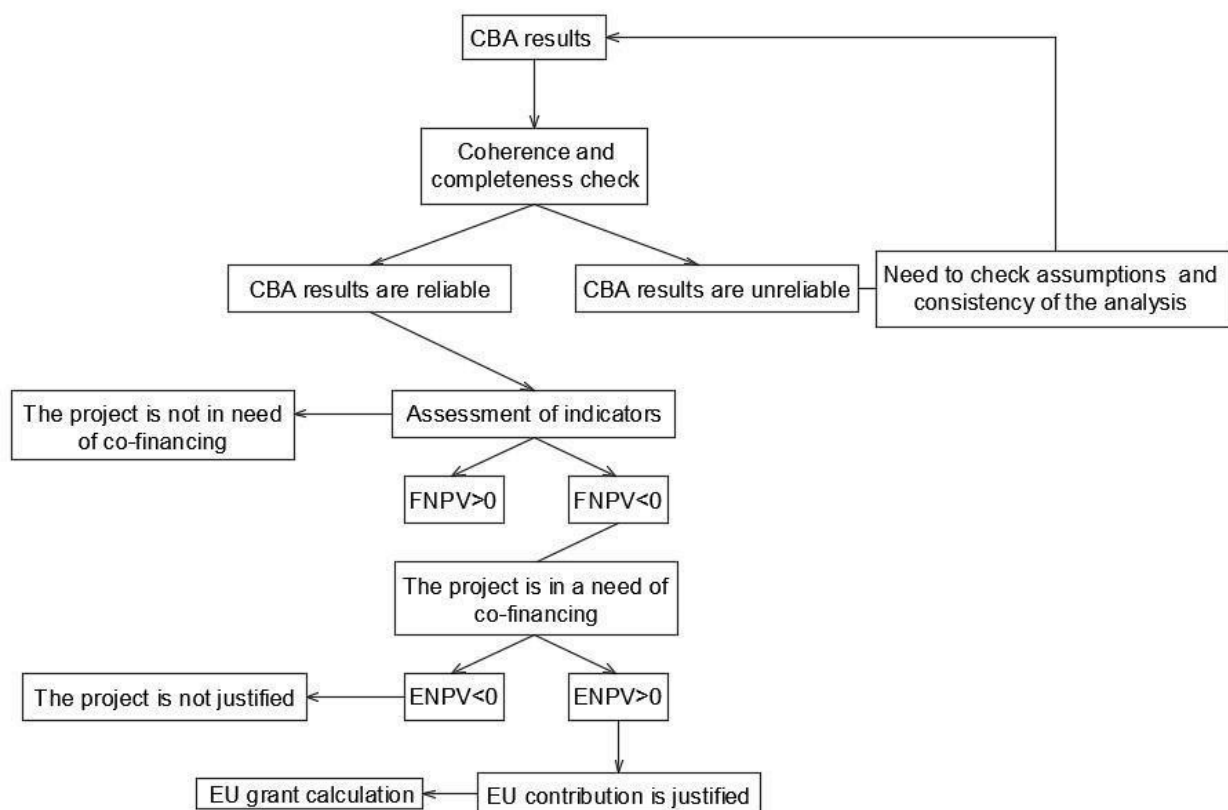 CBA results
Coherence and
completeness check
CBA results are reliable
CBA results are unreliable
Need to check assumptions and
consistency of the analysis
The project is not in need
of co-financing
Assessment of indicators
FNPV>0
FNPV<0
The project is in a need of
co-financing
The project is not justified
ENPV<0
ENPV>0
EU grant calculation
EU contribution is justified